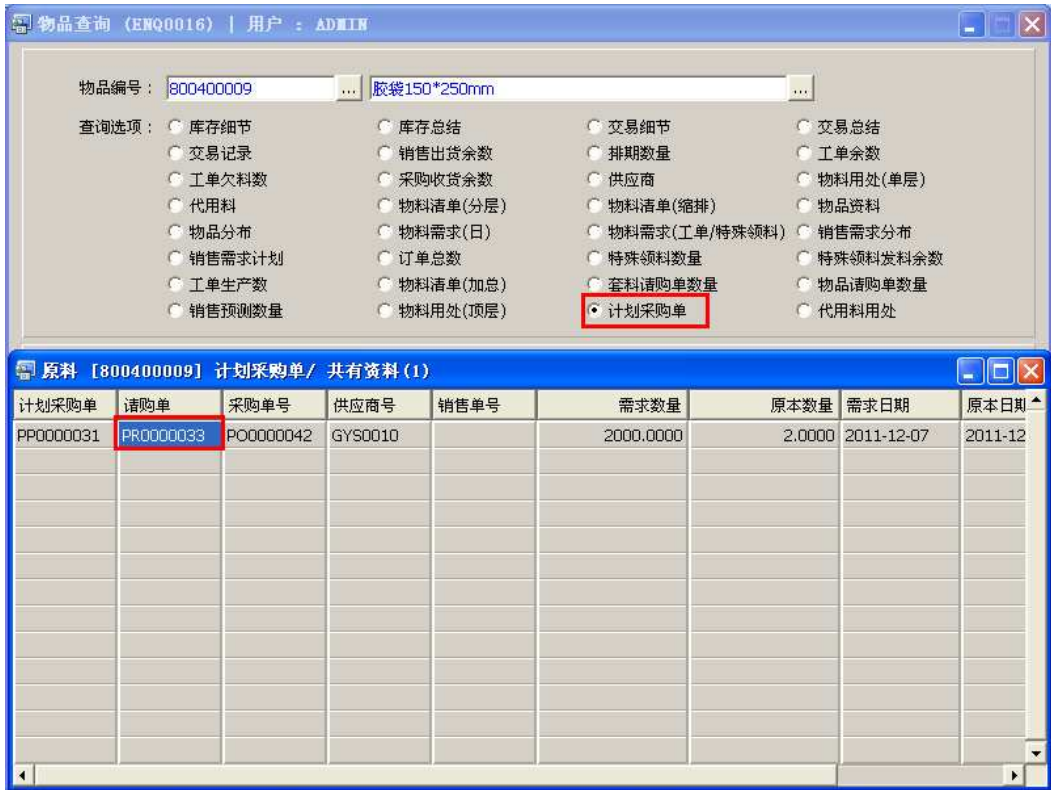 物品查询 (ENQ0016) | 用户 : ADMIN
物品编号 : 800400009 ... 胶袋150*250mm ...
查询选项 : 库存细节 库存总结 交易细节 交易总结
交易记录 销售出货余数 排期数量 工单余数
工单欠料数 采购收货余数 供应商 物料用处(单层)
代用料 物料清单(分层) 物料清单(缩排) 物品资料
物品分布 物料需求(日) 物料需求(工单/特殊领料) 销售需求分布
销售需求计划 订单总数 特殊领料数量 特殊领料发料余数
工单生产数 物料清单(加总) 套料请购单数量 物品请购单数量
销售预测数量 物料用处(顶层) 计划采购单 代用料用处
原料 [800400009] 计划采购单/ 共有资料(1)
计划采购单 请购单 采购单号 供应商号 销售单号 需求数量 原本数量 需求日期 原本日期
PP0000031 PR0000033 PO0000042 GYS0010 2000.0000 2.0000 2011-12-07 2011-12